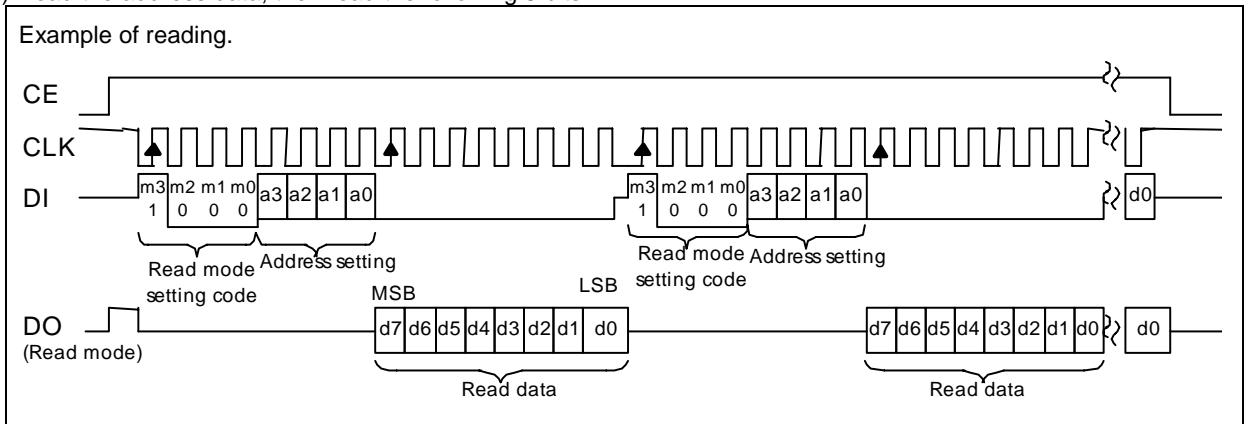 Example of reading.
CE
CLK
DI
m3 m2 m1 m0 a3 a2 a1 a0 m3 m2 m1 m0 a3 a2 a1 a0 d0
1 0 0 0 1 0 0 0
Read mode setting code
Address setting
Read mode setting code
Address setting
MSB LSB
DO
(Read mode)
d7 d6 d5 d4 d3 d2 d1 d0 d7 d6 d5 d4 d3 d2 d1 d0 d0
Read data Read data